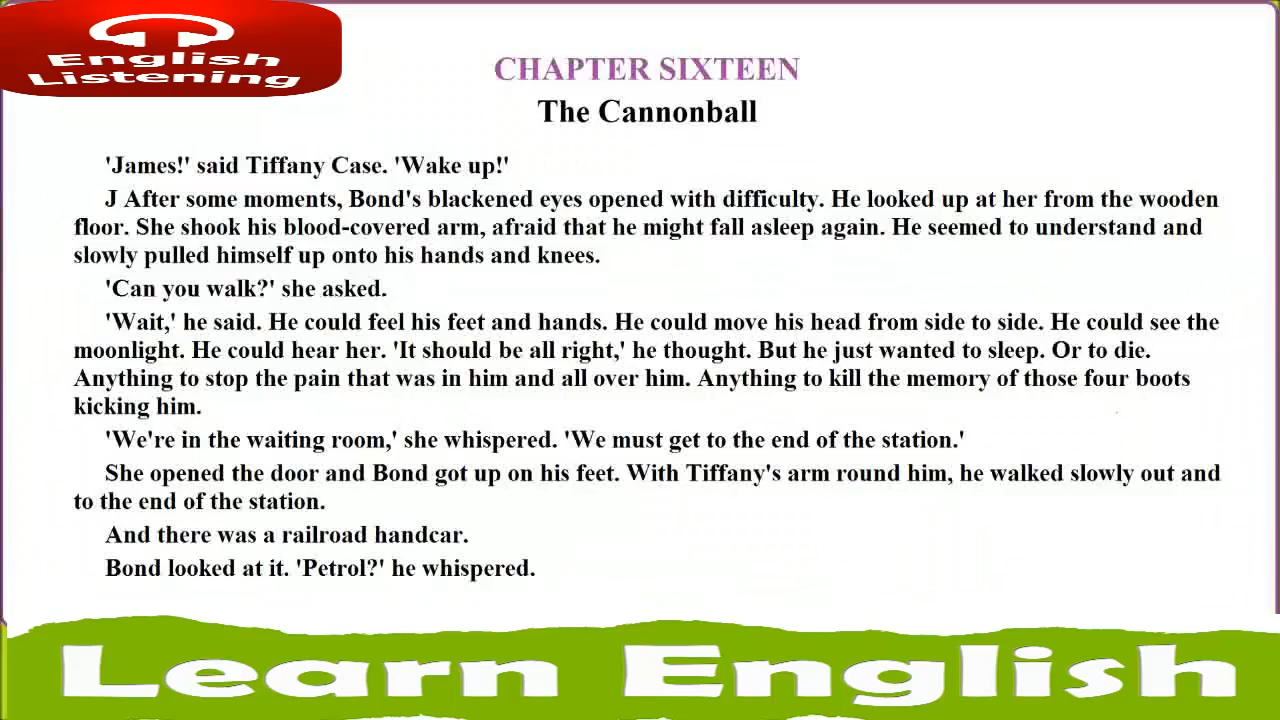 English
Listening
CHAPTER SIXTEEN
The Cannonball
'James!' said Tiffany Case. 'Wake up!'
J After some moments, Bond's blackened eyes opened with difficulty. He looked up at her from the wooden
floor. She shook his blood-covered arm, afraid that he might fall asleep again. He seemed to understand and
slowly pulled himself up onto his hands and knees.
'Can you walk?' she asked.
'Wait,' he said. He could feel his feet and hands. He could move his head from side to side. He could see the
moonlight. He could hear her. 'It should be all right,' he thought. But he just wanted to sleep. Or to die.
Anything to stop the pain that was in him and all over him. Anything to kill the memory of those four boots
kicking him.
'We're in the waiting room,' she whispered. 'We must get to the end of the station.'
She opened the door and Bond got up on his feet. With Tiffany's arm round him, he walked slowly out and
to the end of the station.
And there was a railroad handcar.
Bond looked at it. 'Petrol?' he whispered.
Learn English